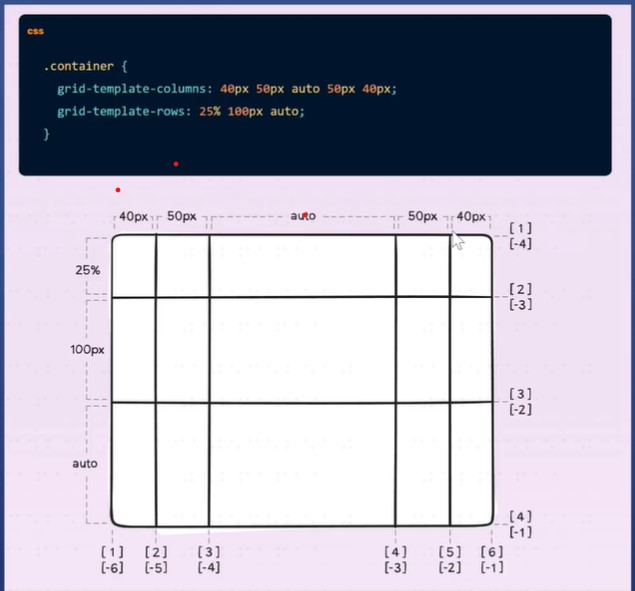 css
.container {
grid-template-columns: 40px 50px auto 50px 40px;
grid-template-rows: 25% 100px auto;
}
40px 50px auto 50px 40px
[1]
[-4]
25%
[2]
[-3]
100px
[3]
[-2]
auto
[4]
[-1]
[1] [2] [3] [4] [5] [6]
[-6] [-5] [-4] [-3] [-2] [-1]